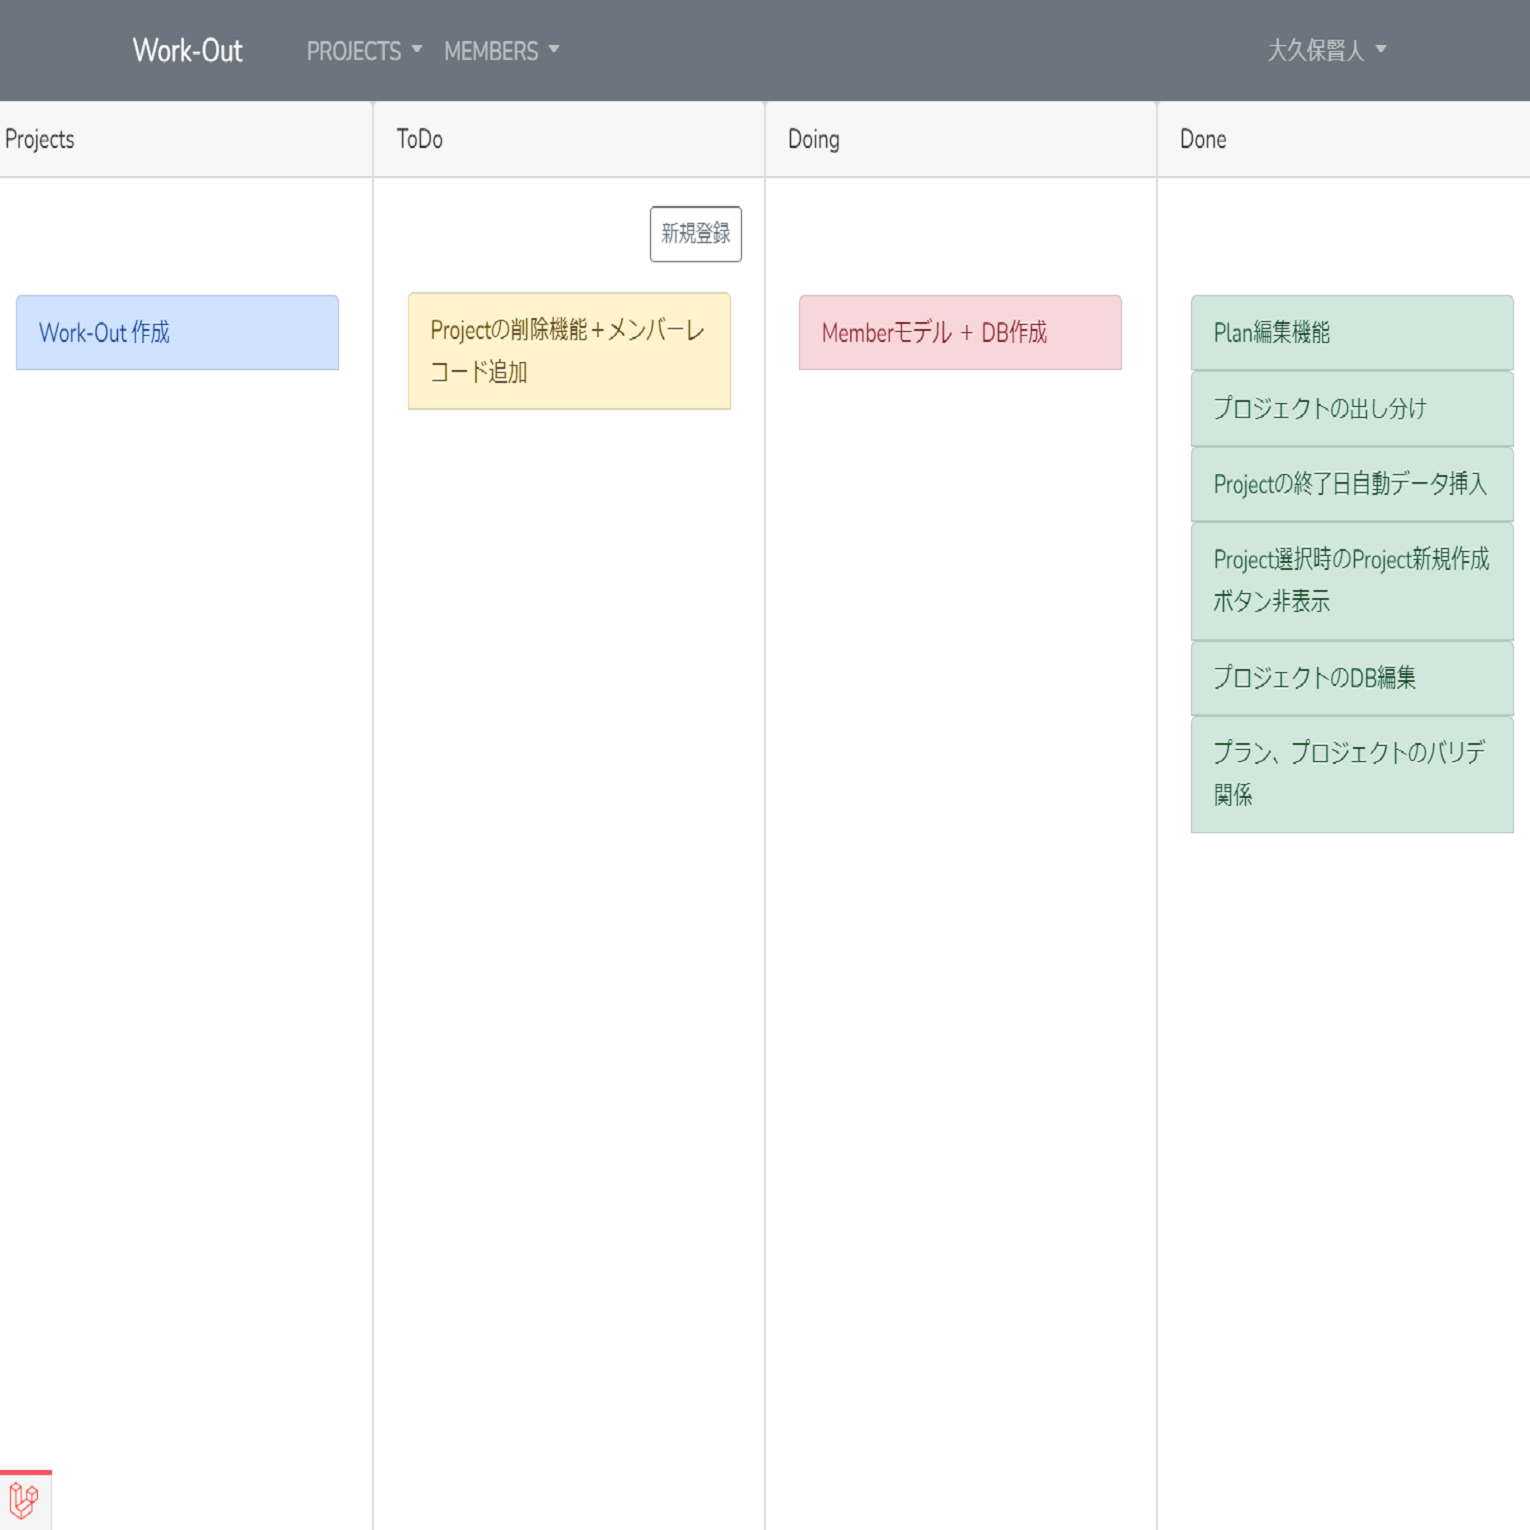 Work-Out
PROJECTS
MEMBERS
大久保賢人
Projects
ToDo
Doing
Done
新規登録
Work-Out 作成
Projectの削除機能＋メンバーレ
コード追加
Memberモデル ＋ DB作成
Plan編集機能
プロジェクトの出し分け
Projectの終了日自動データ挿入
Project選択時のProject新規作成
ボタン非表示
プロジェクトのDB編集
プラン、プロジェクトのバリデ
関係